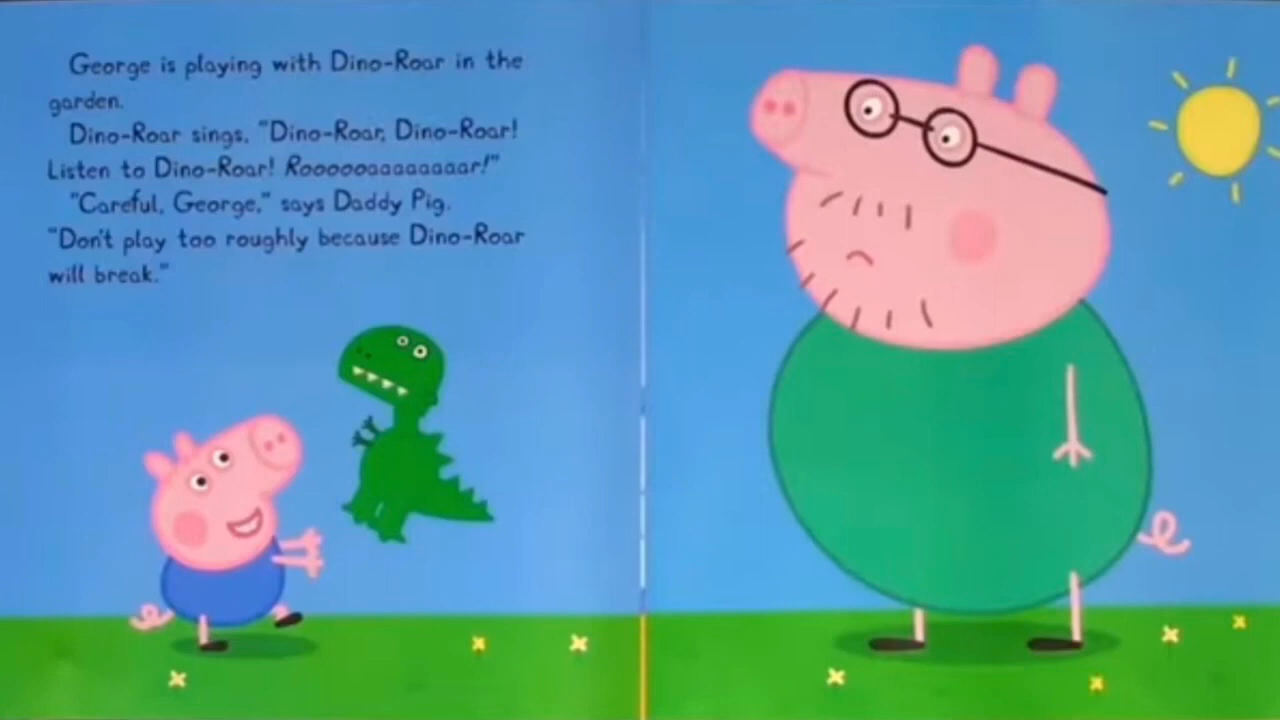 George is playing with Dino-Roar in the
garden.
Dino-Roar sings, "Dino-Roar, Dino-Roar!
Listen to Dino-Roar! Roooooaaaaaaaaar!"
"Careful, George," says Daddy Pig.
"Don't play too roughly because Dino-Roar
will break."